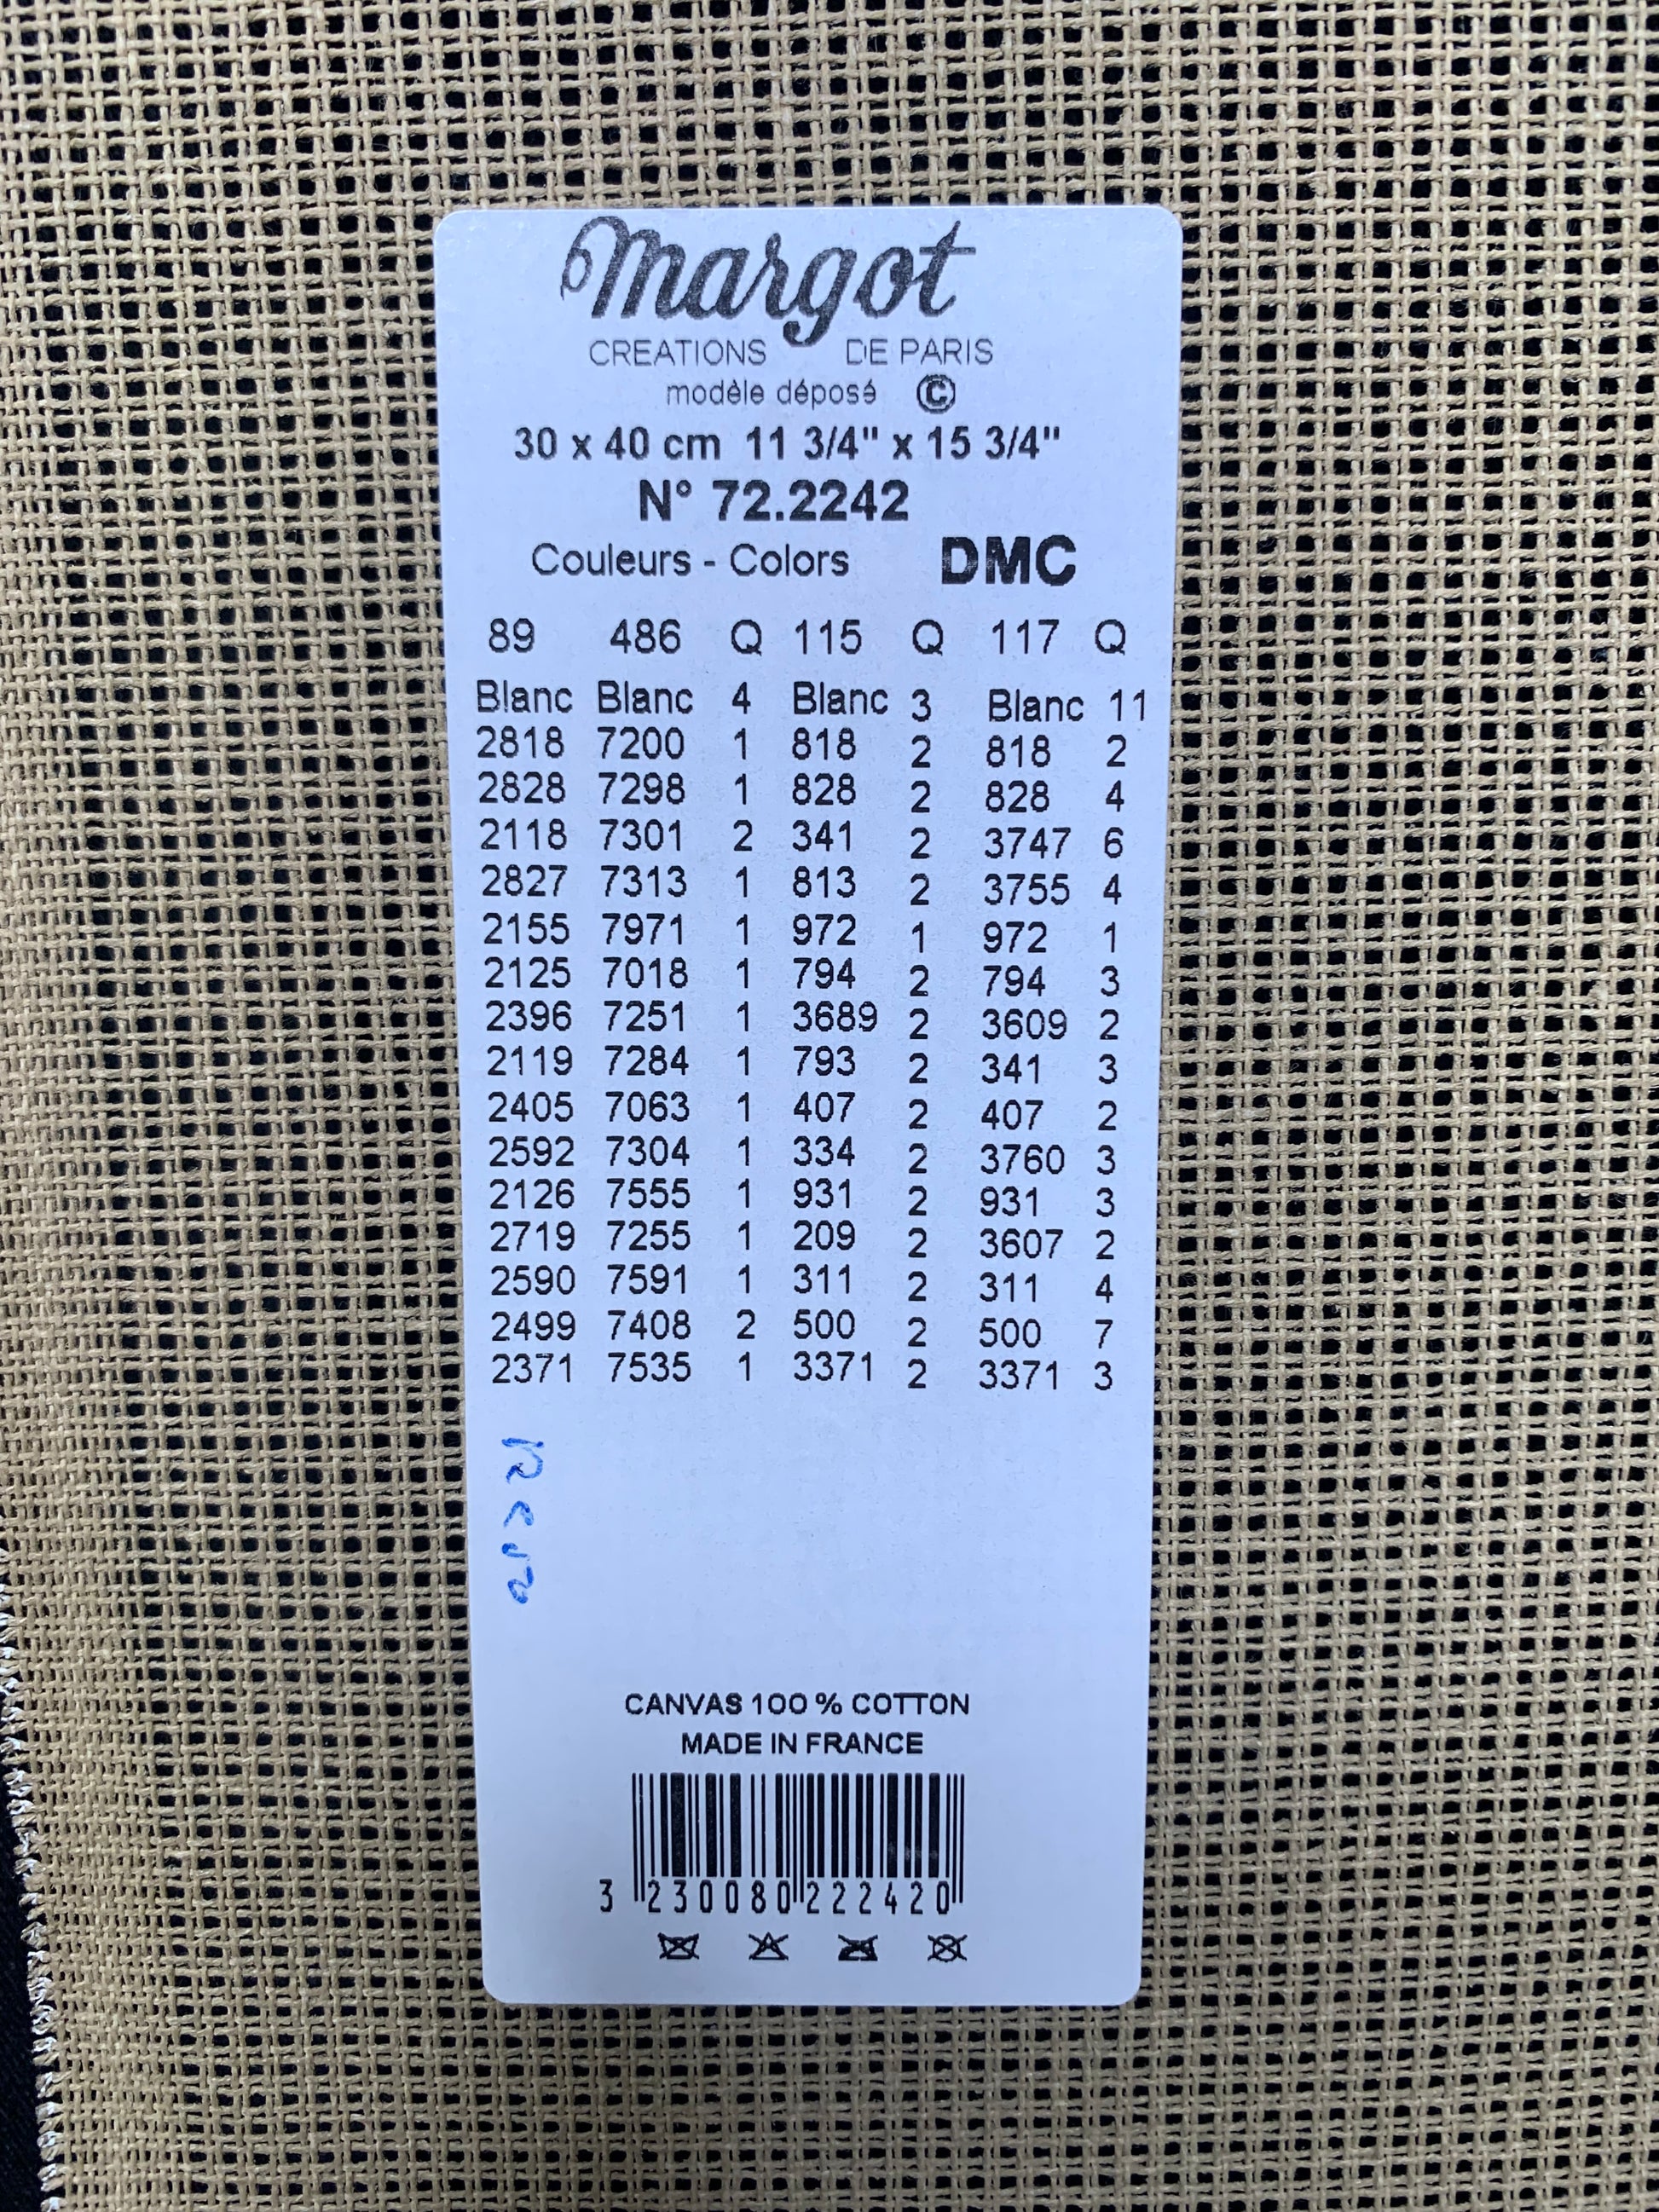 margot
CREATIONS DE PARIS
modèle déposé ©
30 x 40 cm 11 3/4" x 15 3/4"
N° 72.2242
Couleurs - Colors DMC
89 486 Q 115 Q 117 Q
Blanc Blanc 4 Blanc 3 Blanc 11
2818 7200 1 818 2 818 2
2828 7298 1 828 2 828 4
2118 7301 2 341 2 3747 6
2827 7313 1 813 2 3755 4
2155 7971 1 972 1 972 1
2125 7018 1 794 2 794 3
2396 7251 1 3689 2 3609 2
2119 7284 1 793 2 341 3
2405 7063 1 407 2 407 2
2592 7304 1 334 2 3760 3
2126 7555 1 931 2 931 3
2719 7255 1 209 2 3607 2
2590 7591 1 311 2 311 4
2499 7408 2 500 2 500 7
2371 7535 1 3371 2 3371 3
CANVAS 100 % COTTON
MADE IN FRANCE
3 230080 222420